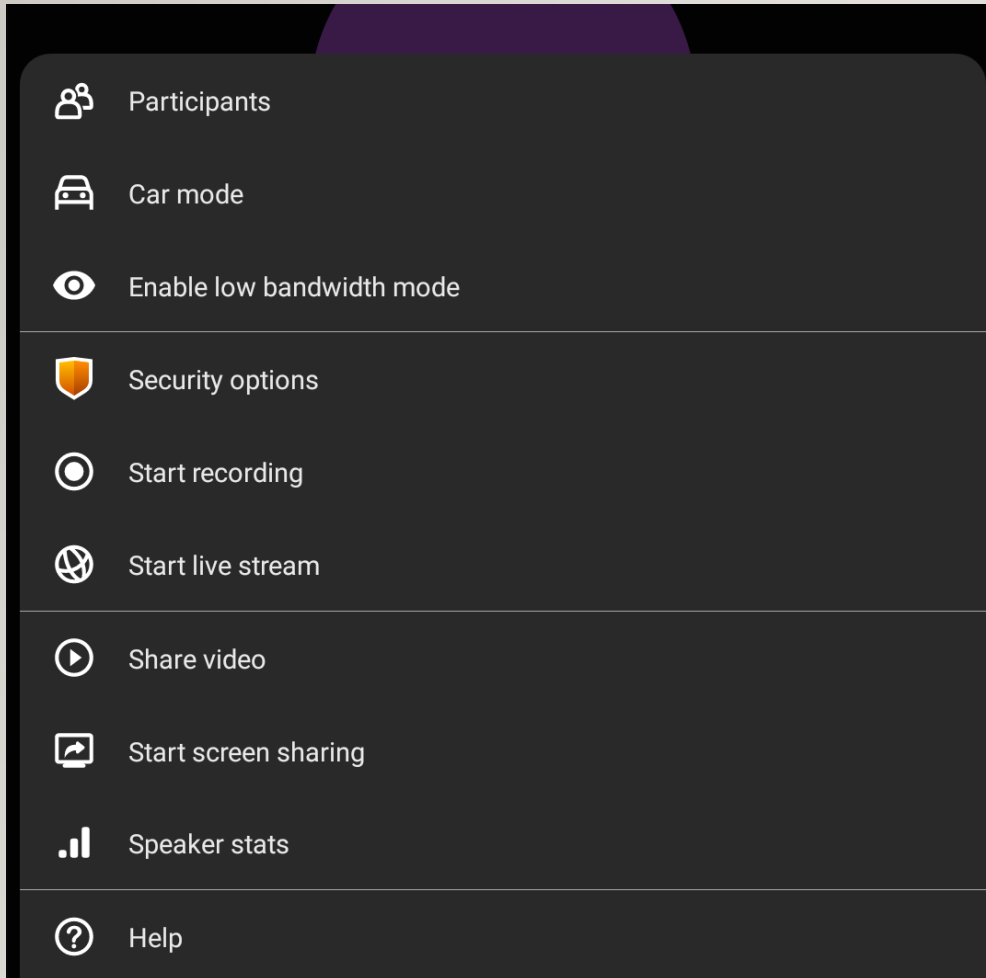 Participants
Car mode
Enable low bandwidth mode
Security options
Start recording
Start live stream
Share video
Start screen sharing
Speaker stats
Help